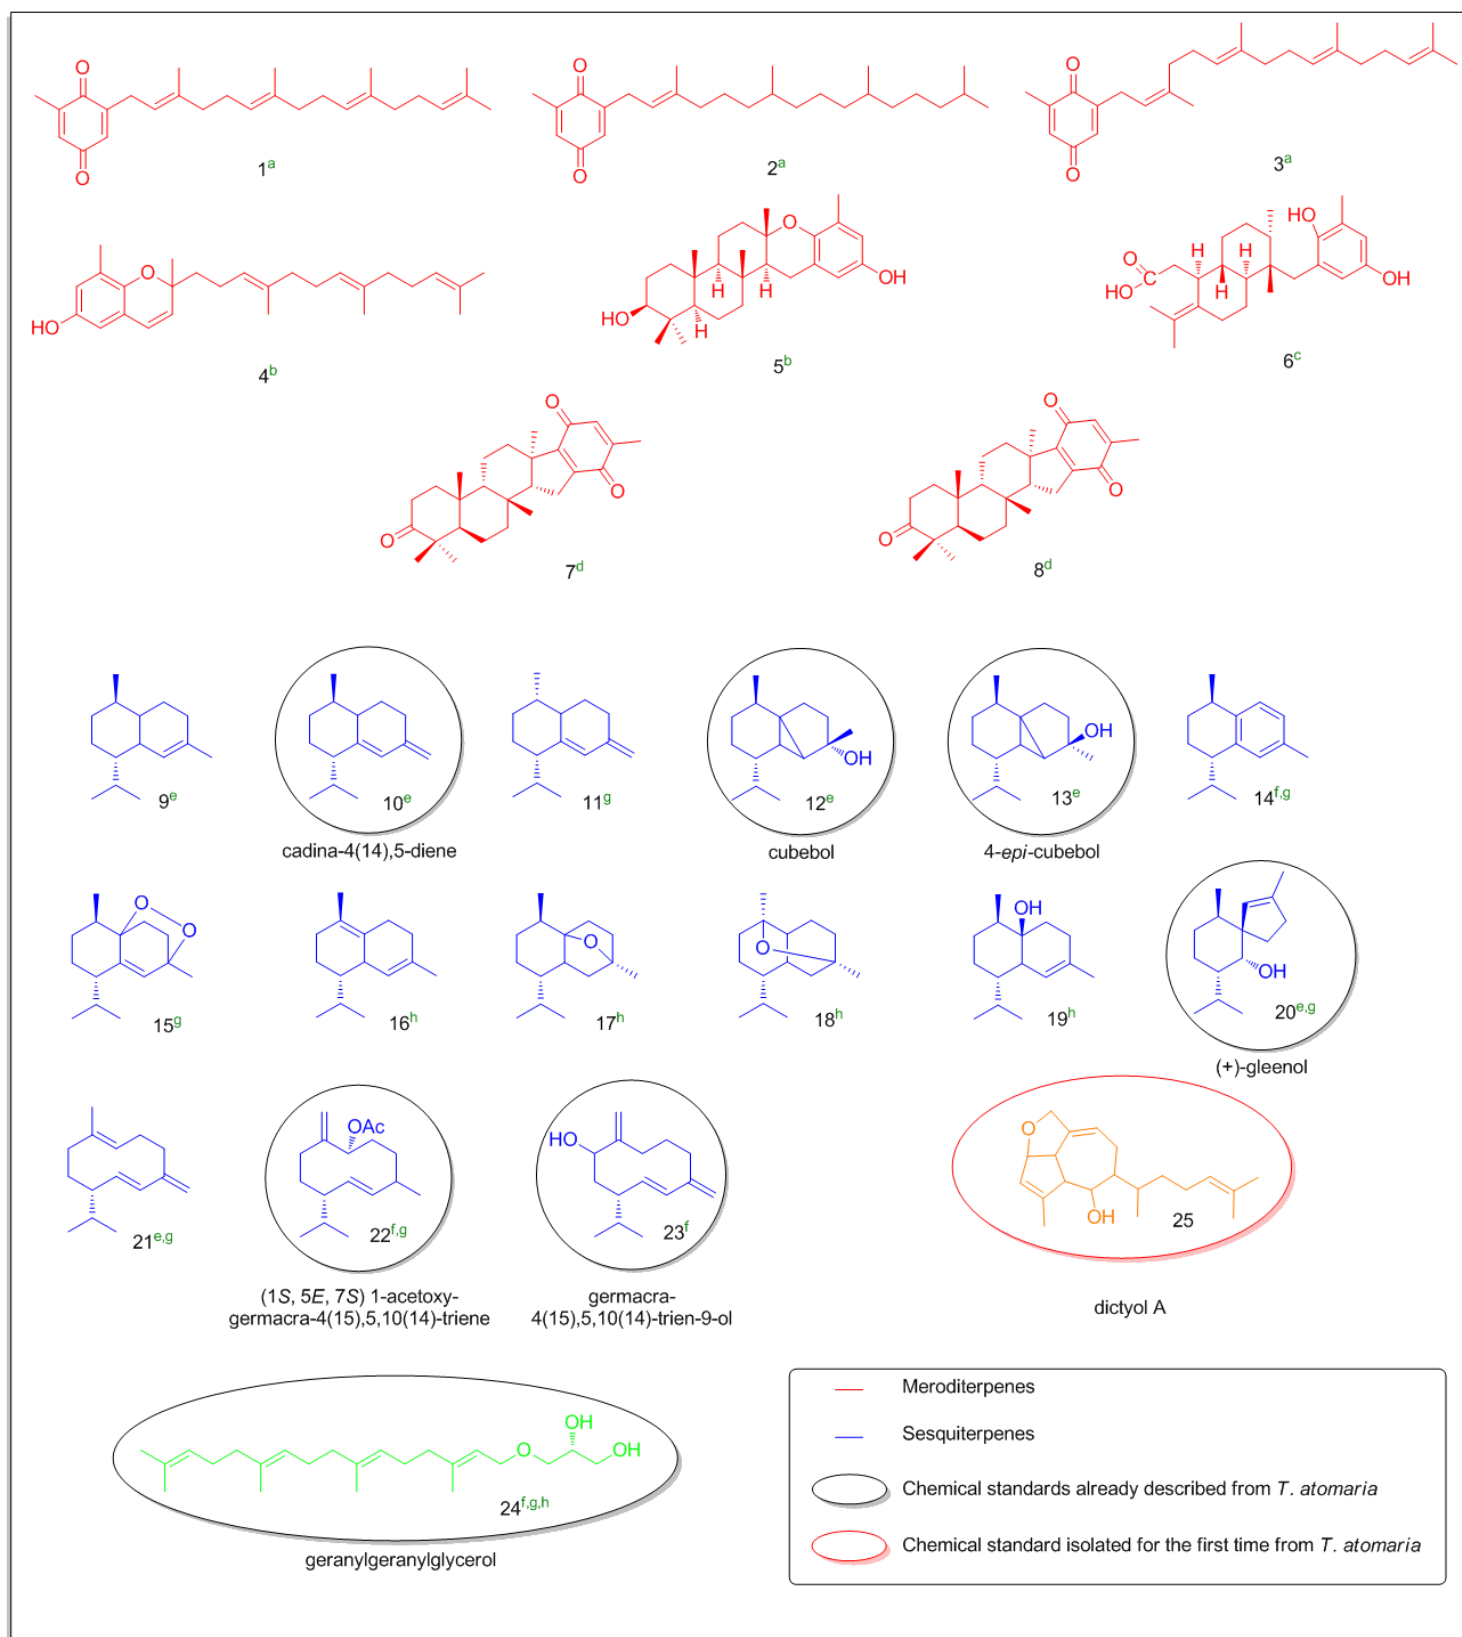 O
O
1a
O
O
2a
O
O
3a
O
HO
4b
O
OH
H
H
H
HO
5b
HO
O
HO
H
H
H
OH
6c
O
O
O
7d
O
O
O
8d
9e
10e
cadina-4(14),5-diene
11g
OH
12e
cubebol
OH
13e
4-epi-cubebol
14f,g
O
O
15g
16h
O
17h
O
18h
OH
19h
OH
20e,g
(+)-gleenol
21e,g
OAc
22f,g
(1S, 5E, 7S) 1-acetoxy-
germacra-4(15),5,10(14)-triene
HO
23f
germacra-
4(15),5,10(14)-trien-9-ol
O
OH
25
dictyol A
OH
O
OH
24f,g,h
geranylgeranylglycerol
Meroditerpenes
Sesquiterpenes
Chemical standards already described from T. atomaria
Chemical standard isolated for the first time from T. atomaria